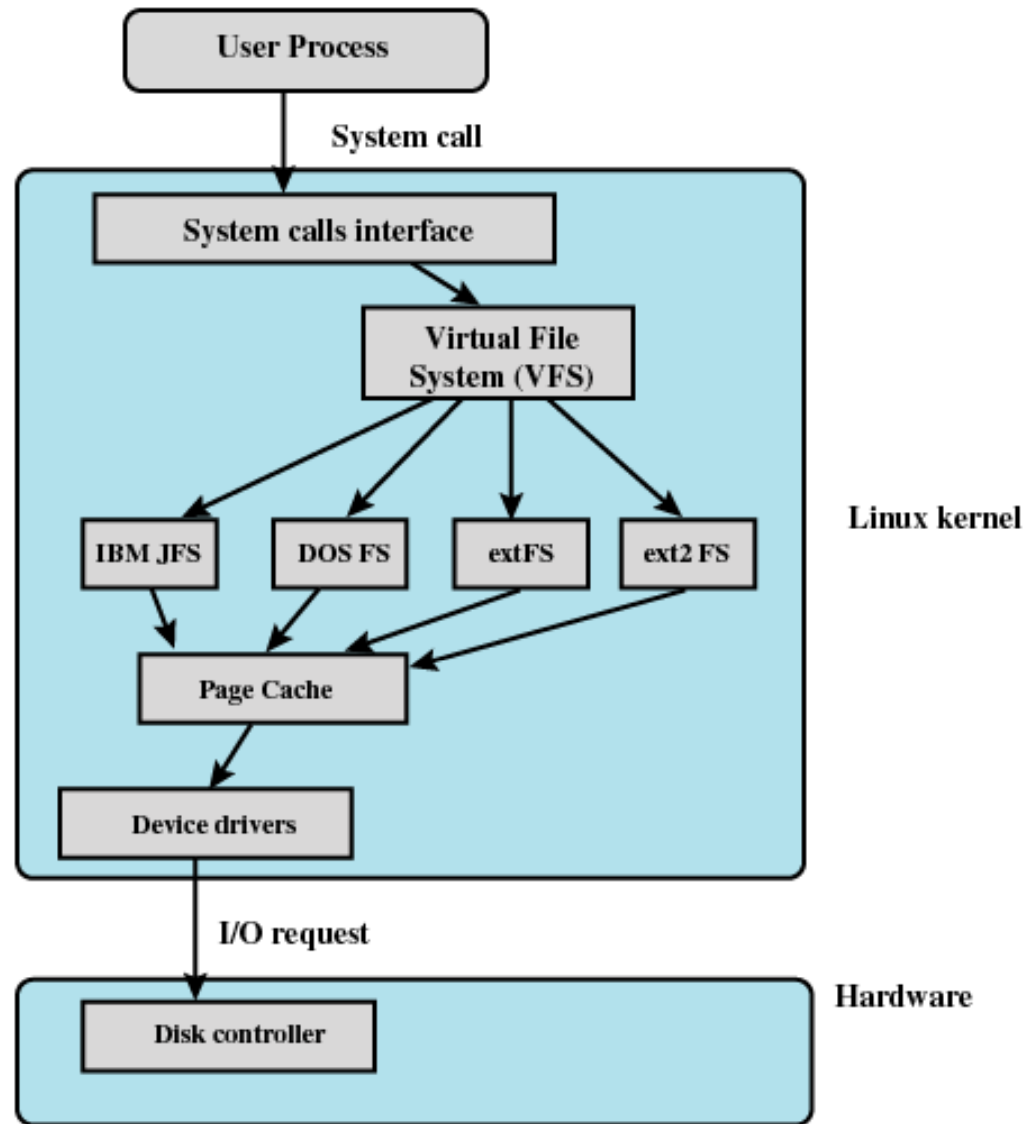 User Process
System call
System calls interface
Virtual File
System (VFS)
Linux kernel
IBM JFS
DOS FS
extFS
ext2 FS
Page Cache
Device drivers
I/O request
Hardware
Disk controller